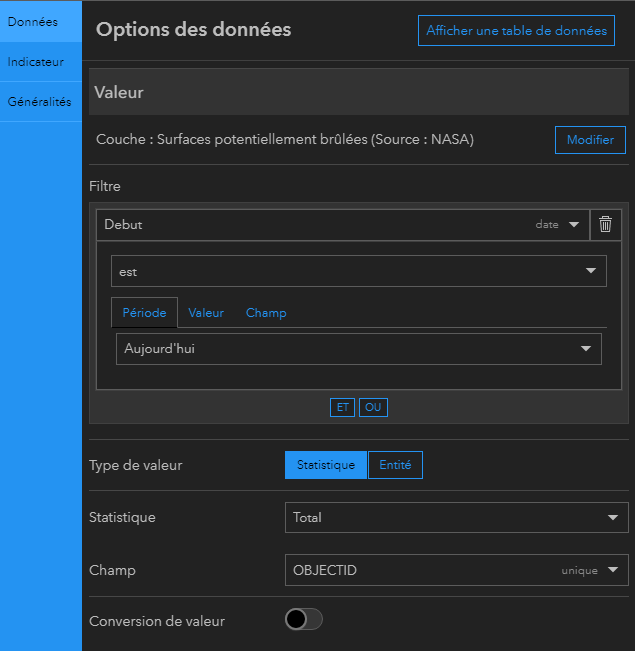 Données
Indicateur
Généralités
Options des données
Afficher une table de données
Valeur
Couche : Surfaces potentiellement brûlées (Source : NASA)
Modifier
Filtre
Debut
date
est
Période
Valeur
Champ
Aujourd'hui
ET
OU
Type de valeur
Statistique
Entité
Statistique
Total
Champ
OBJECTID
unique
Conversion de valeur